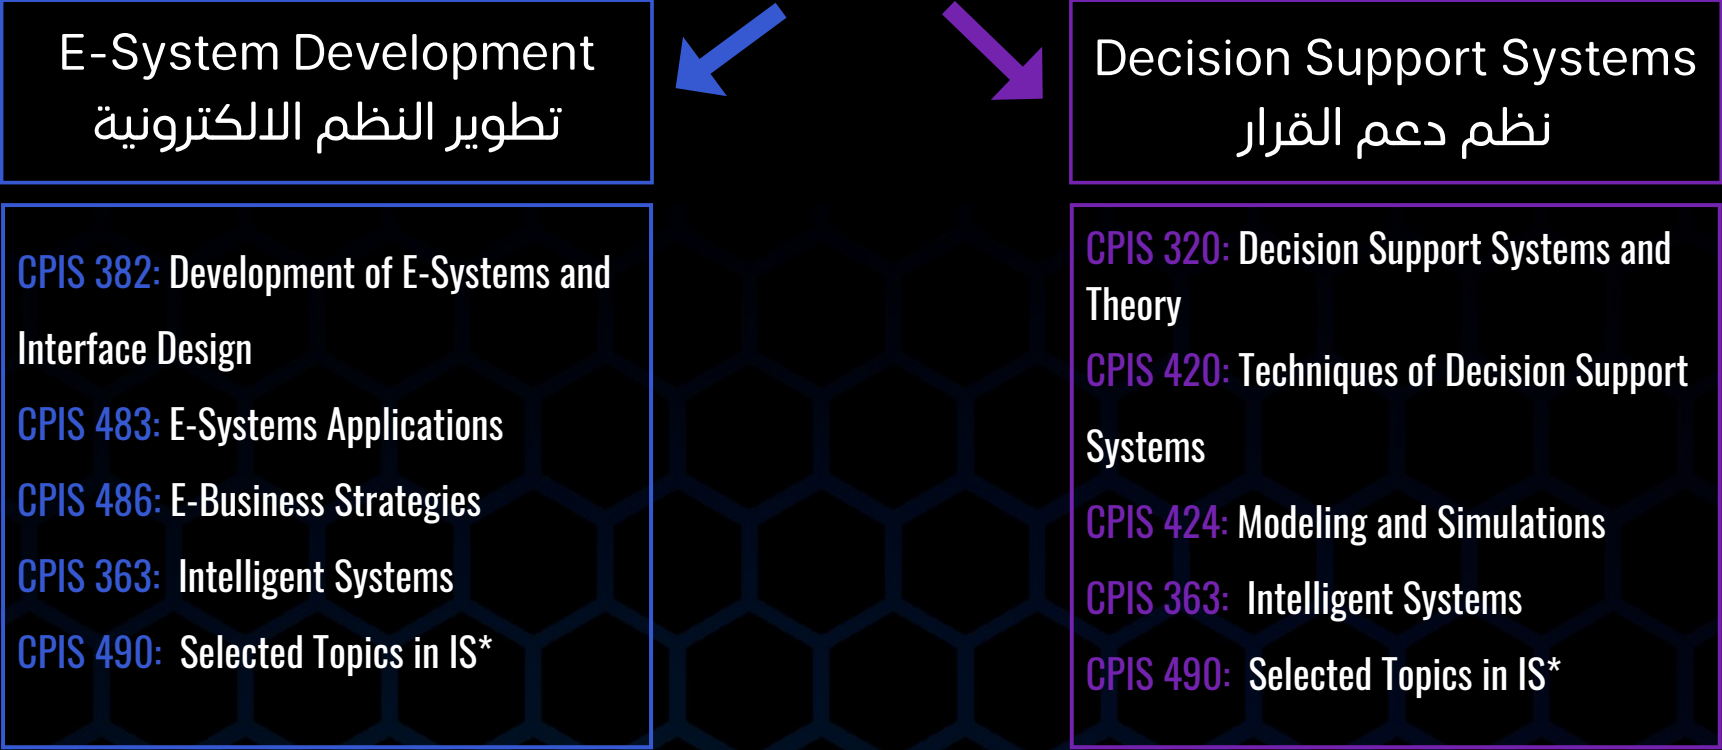 E-System Development
تطوير النظم الالكترونية
CPIS 382: Development of E-Systems and
Interface Design
CPIS 483: E-Systems Applications
CPIS 486: E-Business Strategies
CPIS 363: Intelligent Systems
CPIS 490: Selected Topics in IS*
Decision Support Systems
نظم دعم القرار
CPIS 320: Decision Support Systems and
Theory
CPIS 420: Techniques of Decision Support
Systems
CPIS 424: Modeling and Simulations
CPIS 363: Intelligent Systems
CPIS 490: Selected Topics in IS*